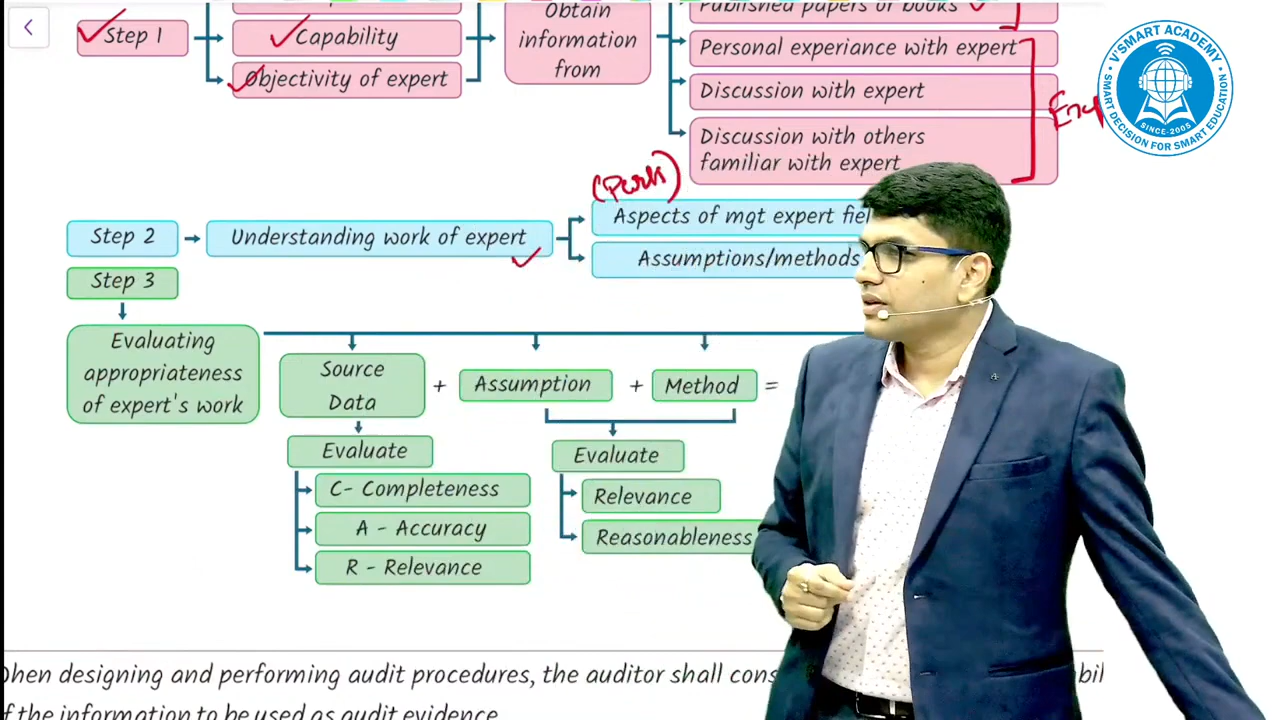 Published papers or books
Obtain
information
from
Step 1
Capability
Objectivity of expert
Personal experiance with expert
Discussion with expert
Discussion with others
familiar with expert
V'SMART ACADEMY
SMART DECISION FOR SMART EDUCATION
SINCE-2005
Step 2
Understanding work of expert
Aspects of mgt expert fiel
Assumptions/methods
Step 3
Evaluating
appropriateness
of expert's work
Source
Data
+
Assumption
+
Method
=
Evaluate
C- Completeness
A - Accuracy
R - Relevance
Evaluate
Relevance
Reasonableness
hen designing and performing audit procedures, the auditor shall cons bil
f the information to be used as audit evidence